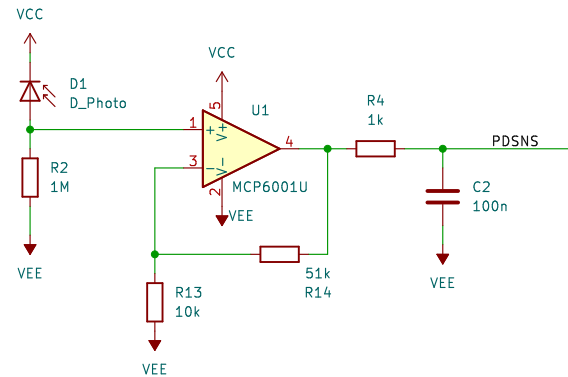 VCC
VCC
D1
D_Photo
U1
R4
1k
5
1
+
V+
4
PDSNS
3
-
V-
R2
1M
2
MCP6001U
C2
100n
VEE
VEE
51k
R14
VEE
R13
10k
VEE